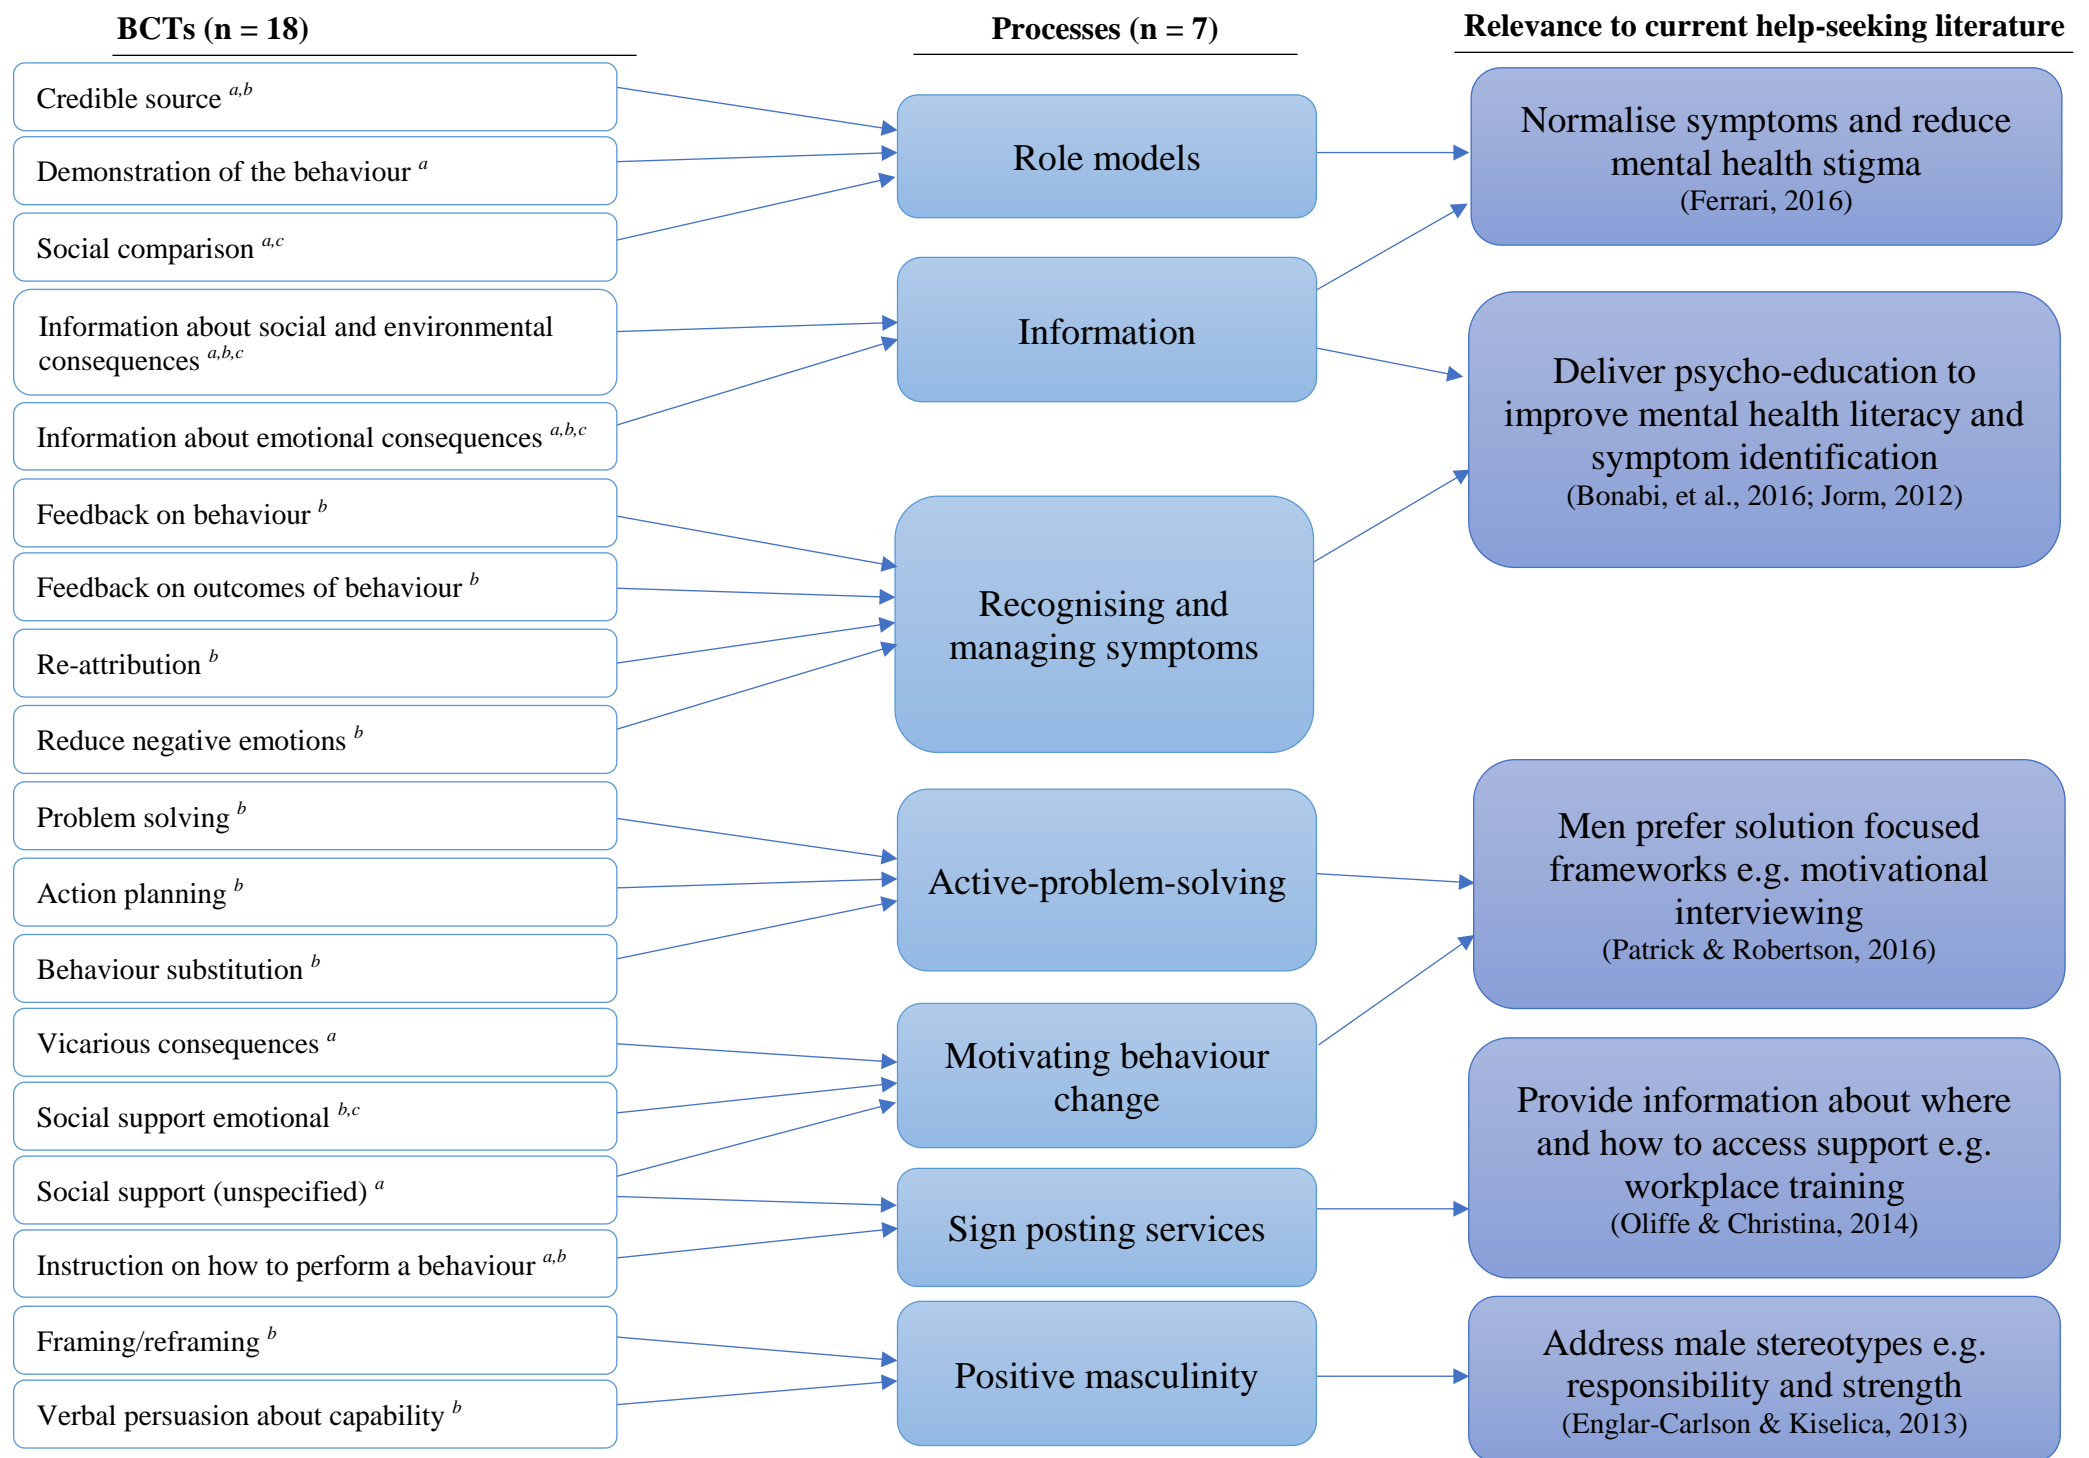 BCTs (n = 18)
Credible source a,b
Demonstration of the behaviour a
Social comparison a,c
Information about social and environmental
consequences a,b,c
Information about emotional consequences a,b,c
Feedback on behaviour b
Feedback on outcomes of behaviour b
Re-attribution b
Reduce negative emotions b
Problem solving b
Action planning b
Behaviour substitution b
Vicarious consequences a
Social support emotional b,c
Social support (unspecified) a
Instruction on how to perform a behaviour a,b
Framing/reframing b
Verbal persuasion about capability b
Processes (n = 7)
Role models
Information
Recognising and
managing symptoms
Active-problem-solving
Motivating behaviour
change
Sign posting services
Positive masculinity
Relevance to current help-seeking literature
Normalise symptoms and reduce
mental health stigma
(Ferrari, 2016)
Deliver psycho-education to
improve mental health literacy and
symptom identification
(Bonabi, et al., 2016; Jorm, 2012)
Men prefer solution focused
frameworks e.g. motivational
interviewing
(Patrick & Robertson, 2016)
Provide information about where
and how to access support e.g.
workplace training
(Oliffe & Christina, 2014)
Address male stereotypes e.g.
responsibility and strength
(Englar-Carlson & Kiselica, 2013)